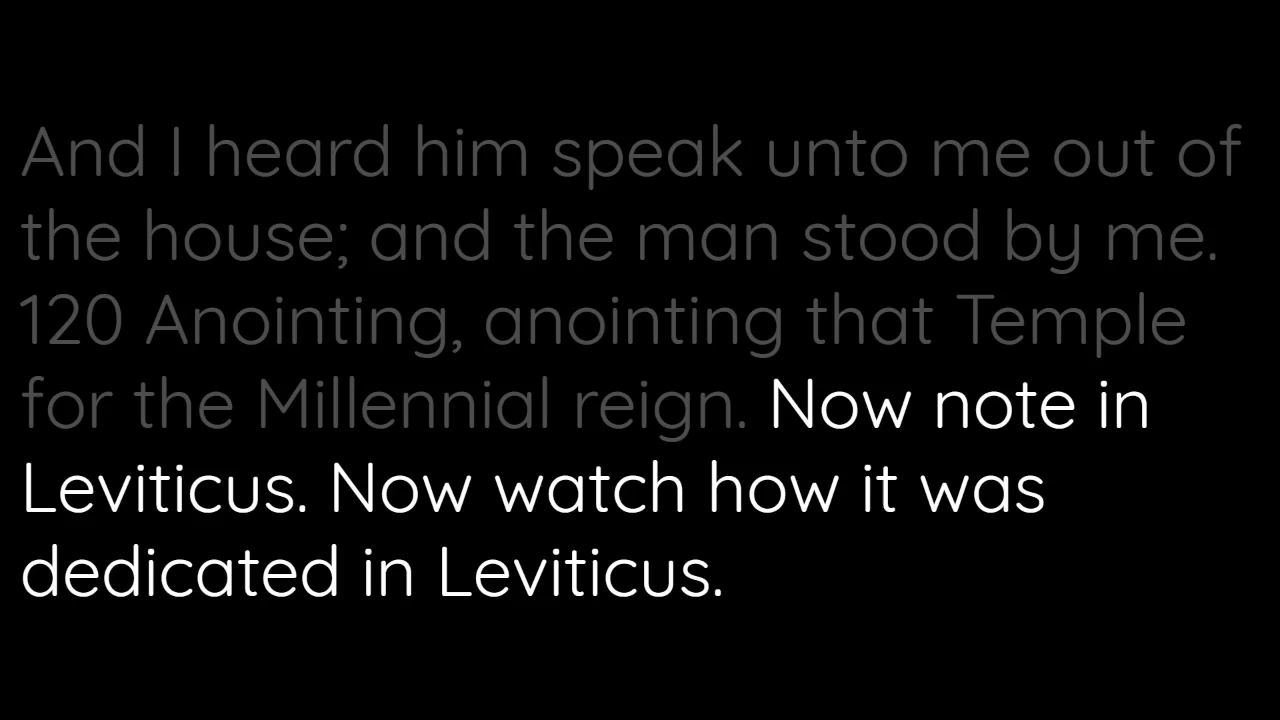 And I heard him speak unto me out of
the house; and the man stood by me.
120 Anointing, anointing that Temple
for the Millennial reign. Now note in
Leviticus. Now watch how it was
dedicated in Leviticus.